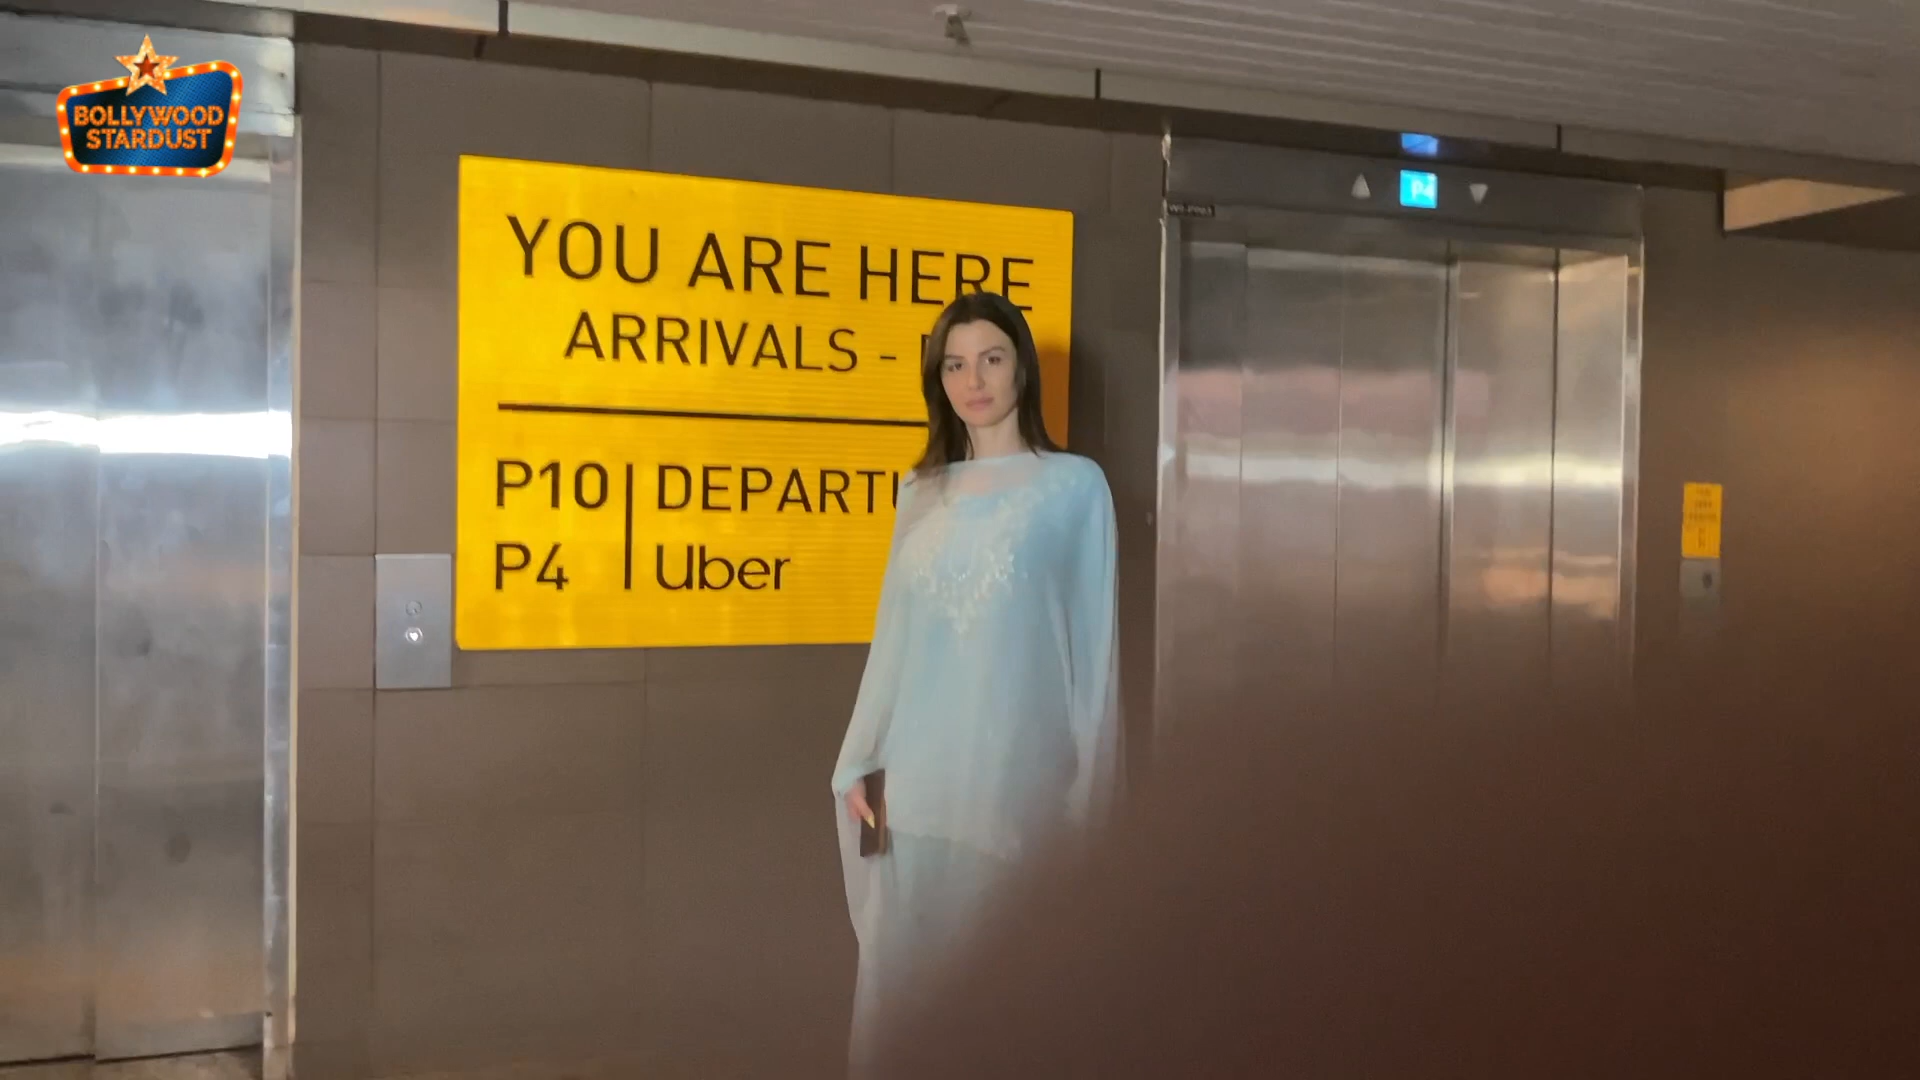 BOLLYWOOD
STARDUST
YOU ARE HERE
ARRIVALS -
P10 DEPARTU
P4 Uber
P4